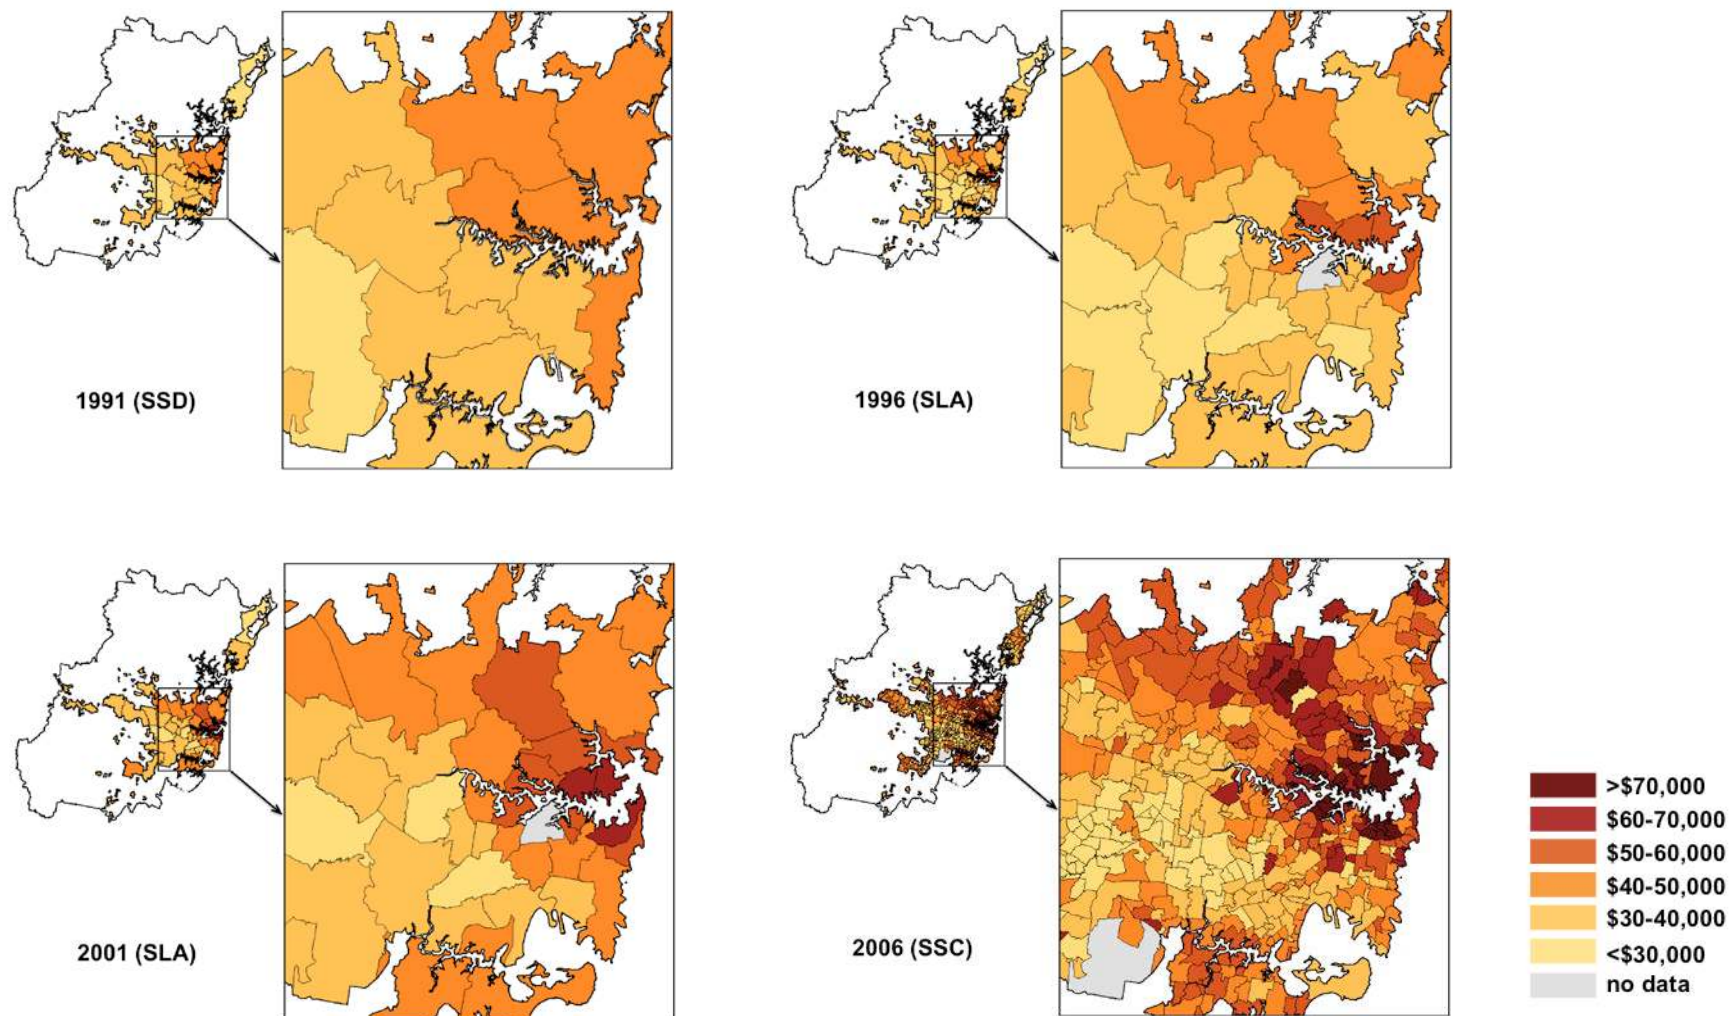 1991 (SSD)
1996 (SLA)
2001 (SLA)
2006 (SSC)
>$70,000
$60-70,000
$50-60,000
$40-50,000
$30-40,000
<$30,000
no data